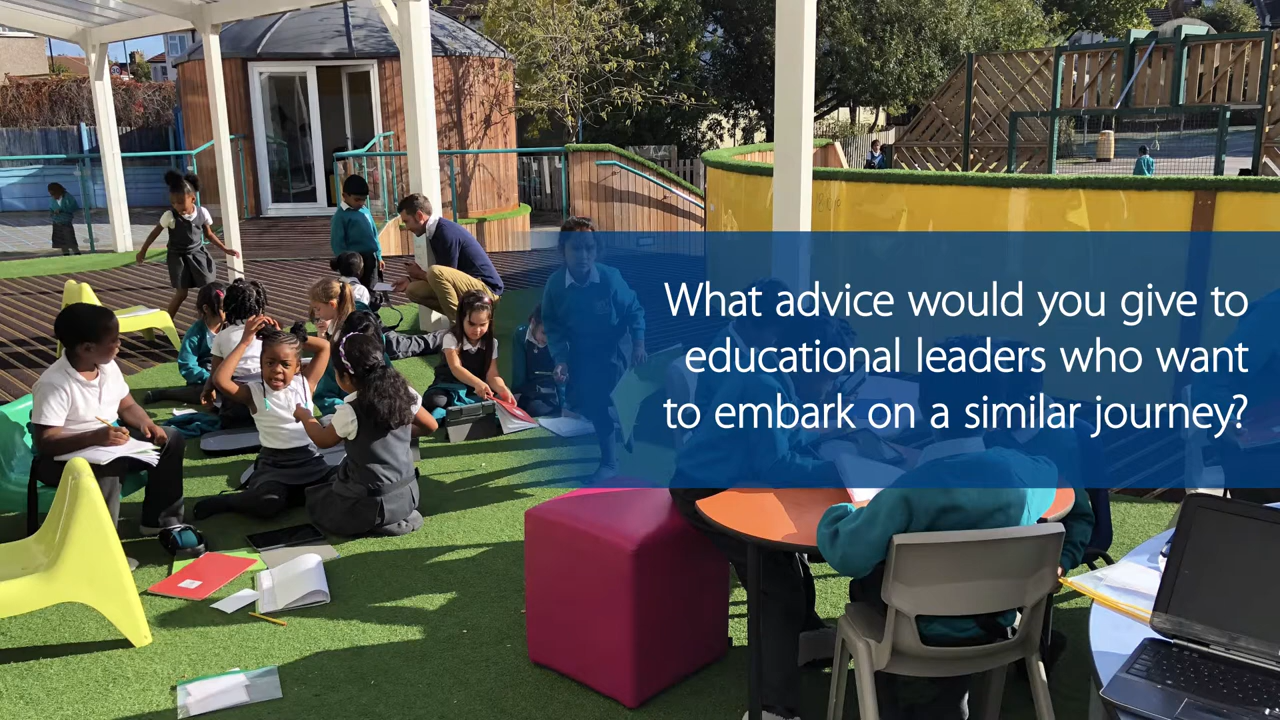 What advice would you give to
educational leaders who want
to embark on a similar journey?